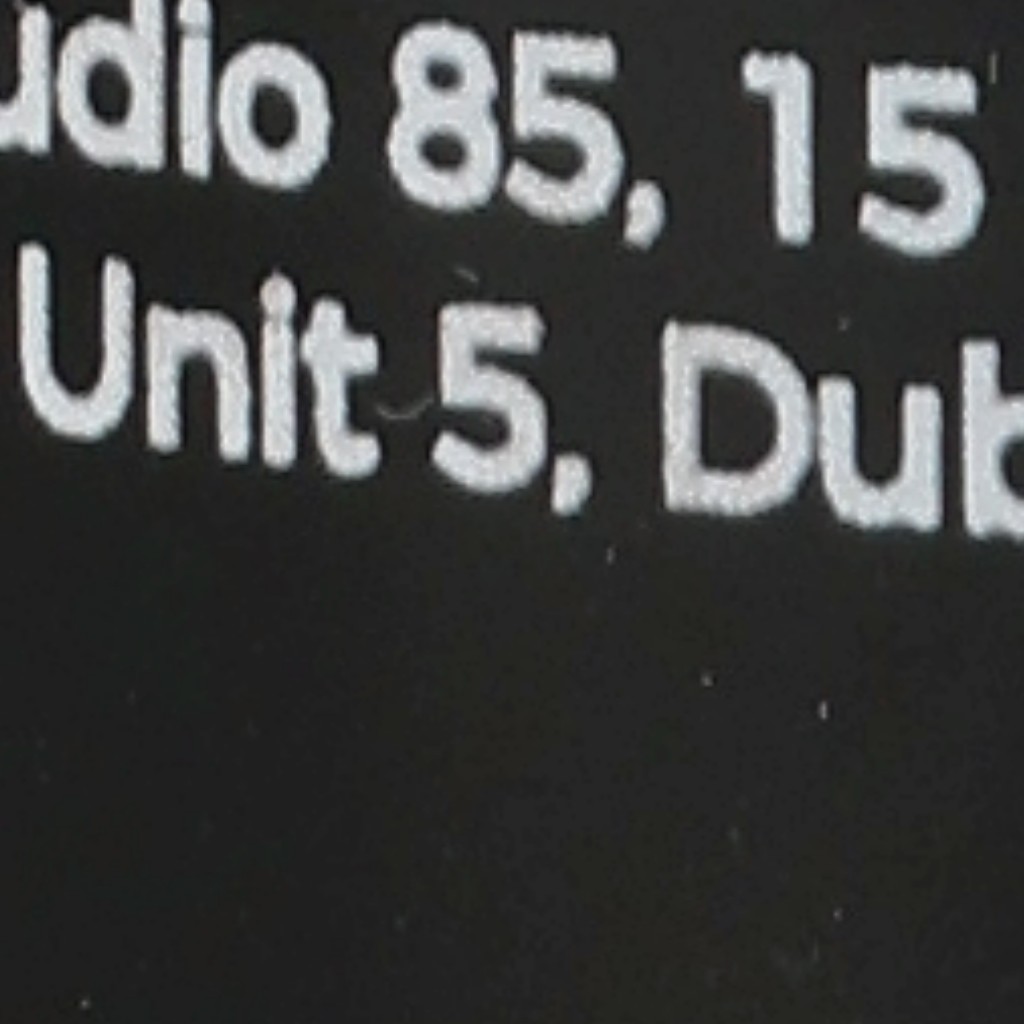 udio 85, 15
Unit 5, Dub